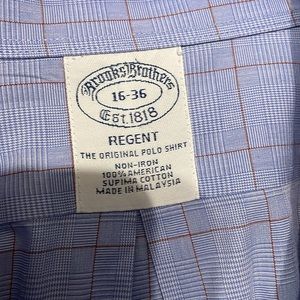 Brooks Brothers
16-36
Est. 1818
REGENT
THE ORIGINAL POLO SHIRT
NON-IRON
100% AMERICAN
SUPIMA COTTON
MADE IN MALAYSIA